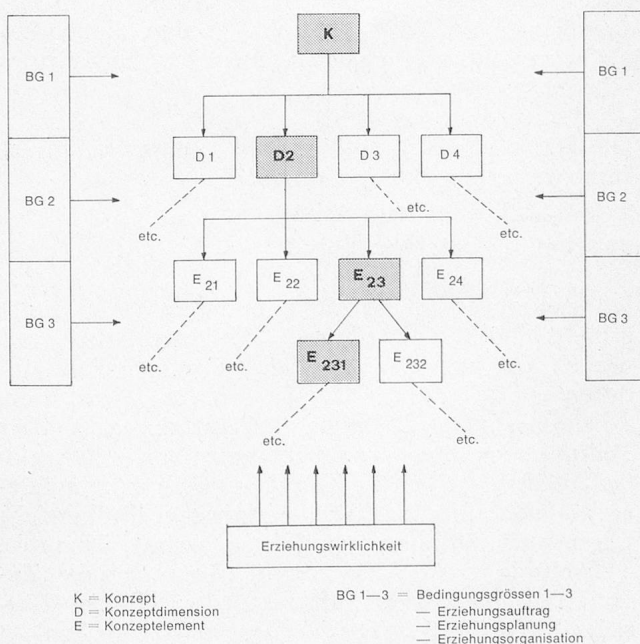 K
BG 1
BG 1
D 1
D2
D 3
D 4
BG 2
BG 2
etc.
etc.
etc.
E 21
E 22
E 23
E 24
BG 3
BG 3
E 231
E 232
etc.
etc.
etc.
etc.
etc.
Erziehungswirklichkeit
K = Konzept
D = Konzeptdimension
E = Konzeptelement
BG 1—3 = Bedingungsgrössen 1—3
— Erziehungsauftrag
— Erziehungsplanung
— Erziehungsorganisation